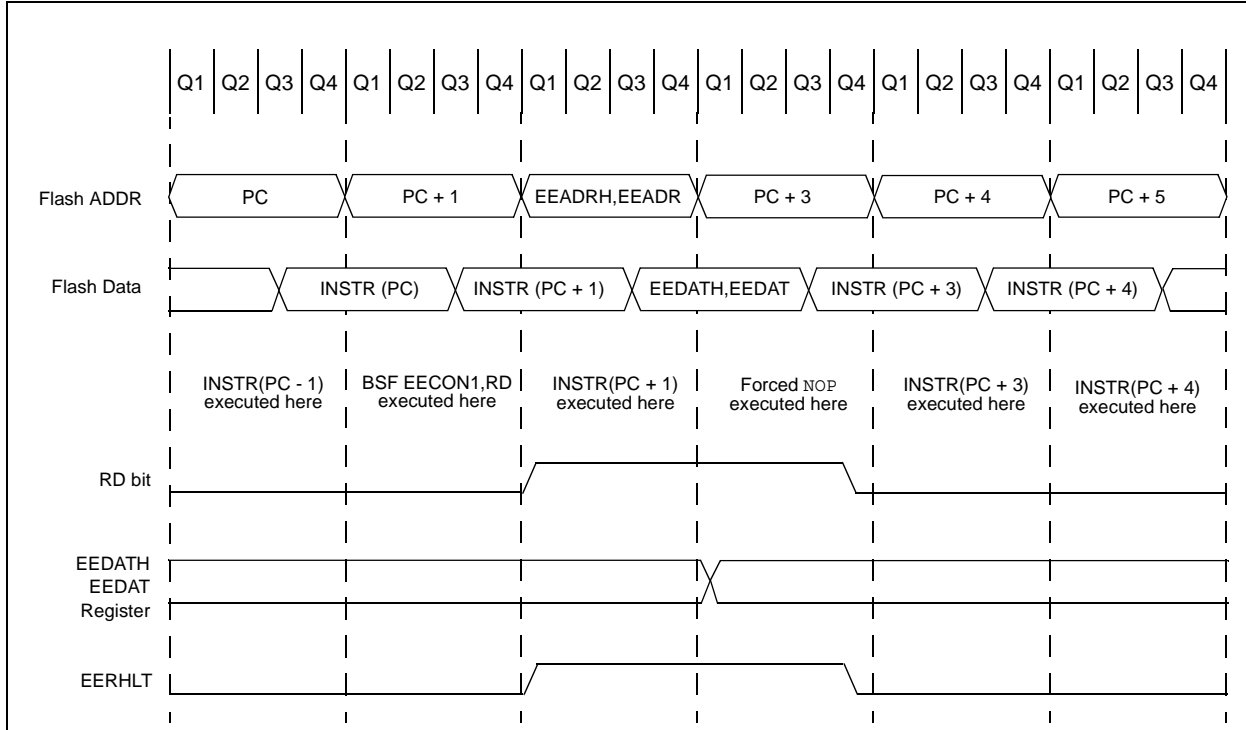 Q1 Q2 Q3 Q4 Q1 Q2 Q3 Q4 Q1 Q2 Q3 Q4 Q1 Q2 Q3 Q4 Q1 Q2 Q3 Q4 Q1 Q2 Q3 Q4
Flash ADDR PC PC + 1 EEADRH,EEADR PC + 3 PC + 4 PC + 5
Flash Data INSTR (PC) INSTR (PC + 1) EEDATH,EEDAT INSTR (PC + 3) INSTR (PC + 4)
INSTR(PC - 1)
executed here
BSF EECON1,RD
executed here
INSTR(PC + 1)
executed here
Forced NOP
executed here
INSTR(PC + 3)
executed here
INSTR(PC + 4)
executed here
RD bit
EEDATH
EEDAT
Register
EERHLT